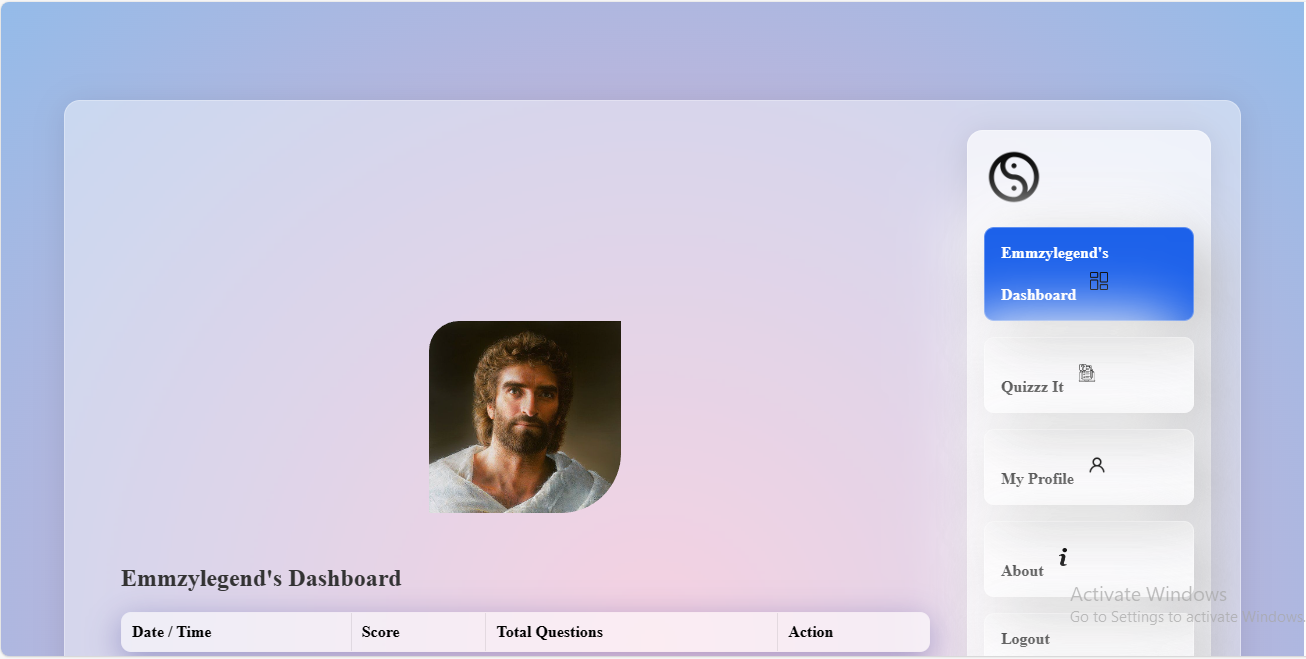 Emmzylegend's
Dashboard
Quizzz It
My Profile
About
Logout
Emmzylegend's Dashboard
Date / Time Score Total Questions Action
Activate Windows
Go to Settings to activate Windows.